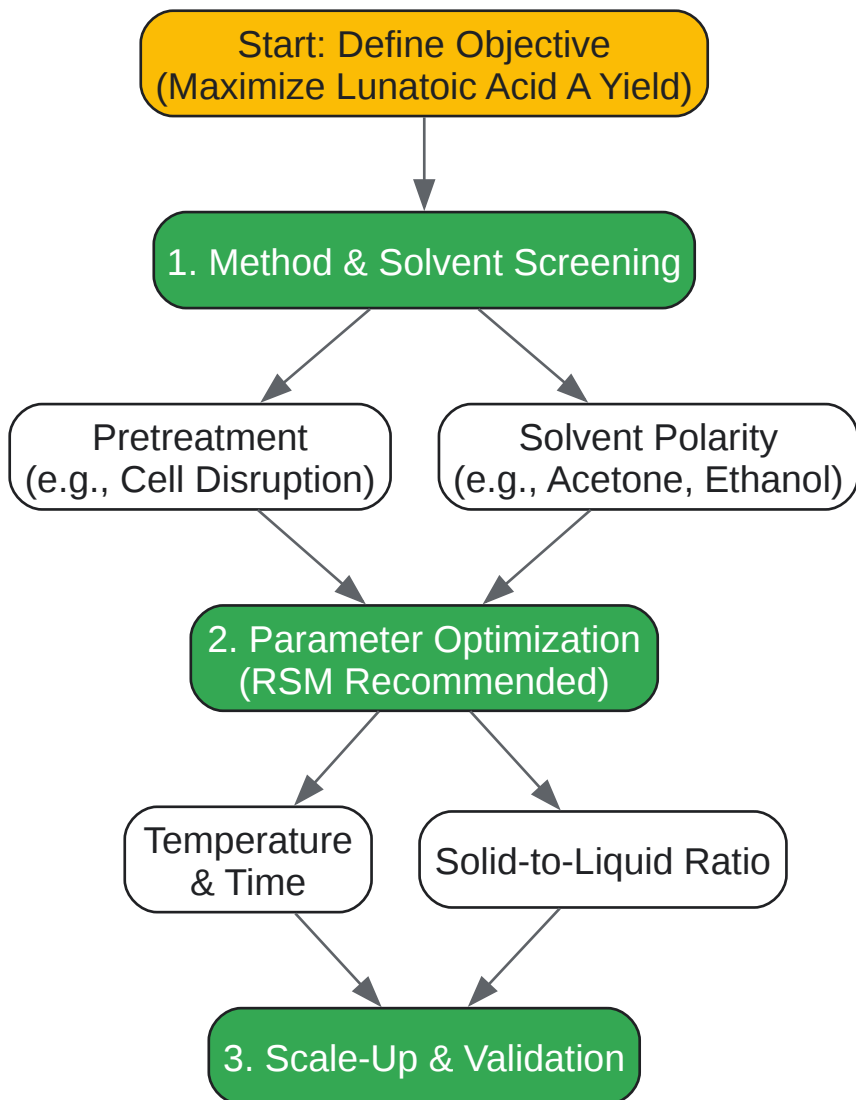 Start: Define Objective
(Maximize Lunatoic Acid A Yield)
1. Method & Solvent Screening
Pretreatment
(e.g., Cell Disruption)
Solvent Polarity
(e.g., Acetone, Ethanol)
2. Parameter Optimization
(RSM Recommended)
Temperature
& Time
Solid-to-Liquid Ratio
3. Scale-Up & Validation